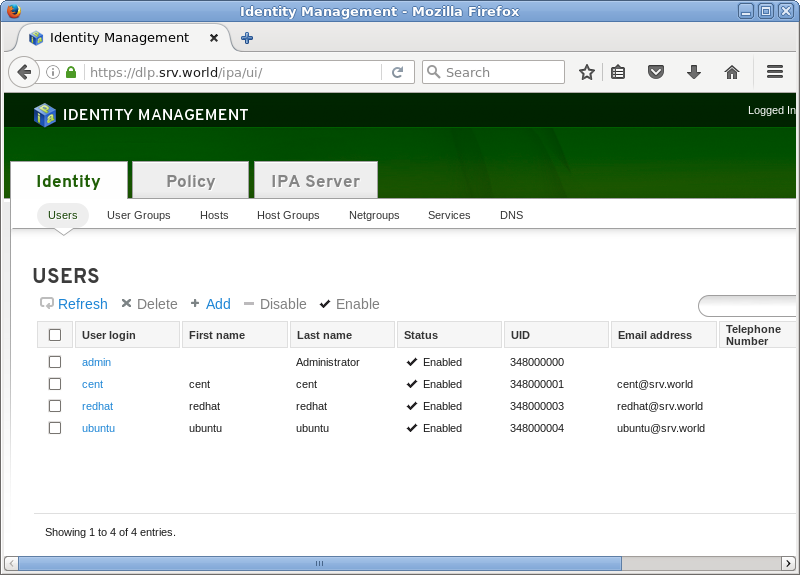 Identity Management - Mozilla Firefox
Identity Management
https://dlp.srv.world/ipa/ui/ Search
IDENTITY MANAGEMENT Logged In
Identity Policy IPA Server
Users User Groups Hosts Host Groups Netgroups Services DNS
USERS
Refresh Delete Add Disable Enable
User login First name Last name Status UID Email address Telephone Number
admin Administrator Enabled 348000000
cent cent cent Enabled 348000001 cent@srv.world
redhat redhat redhat Enabled 348000003 redhat@srv.world
ubuntu ubuntu ubuntu Enabled 348000004 ubuntu@srv.world
Showing 1 to 4 of 4 entries.